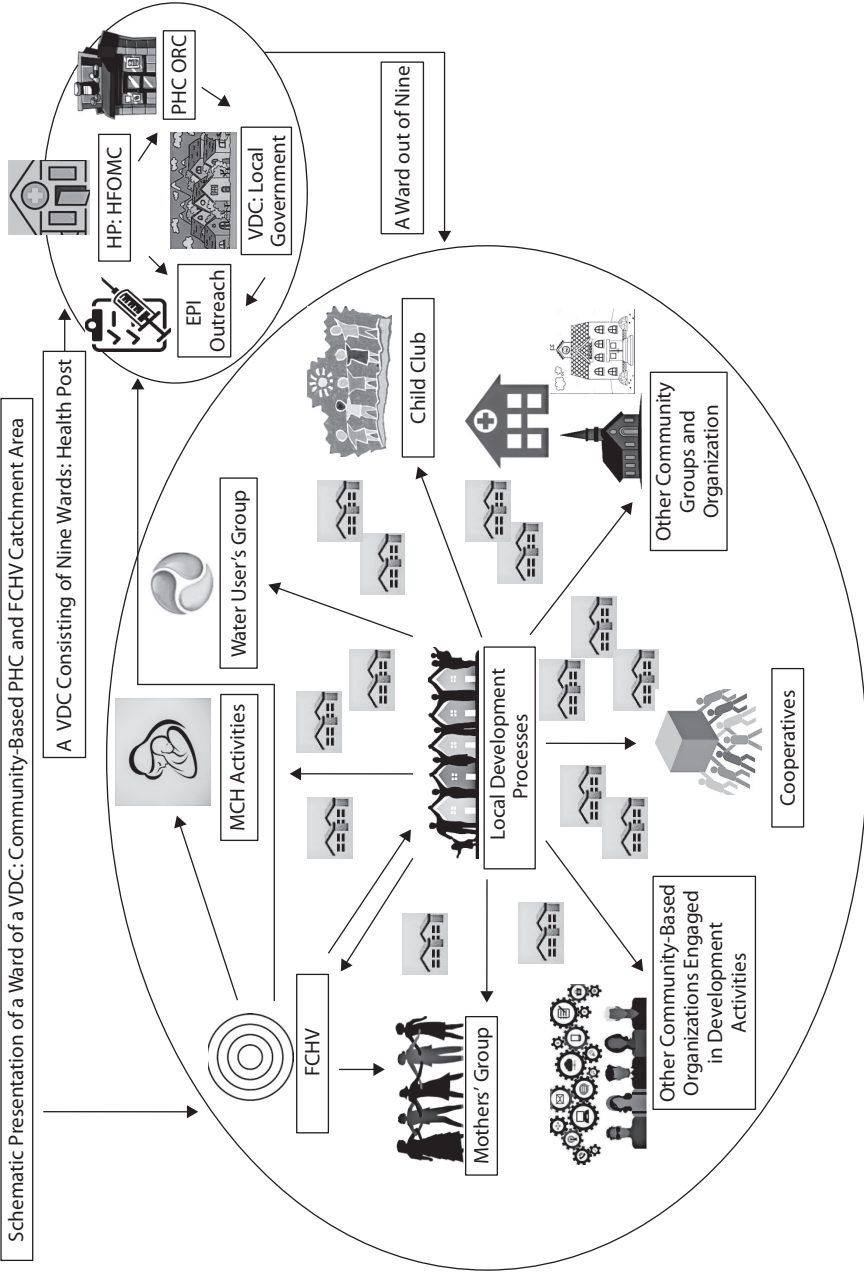 Schematic Presentation of a Ward of a VDC: Community-Based PHC and FCHV Catchment Area
A VDC Consisting of Nine Wards: Health Post
HP: HFOMC
PHC ORC
EPI
Outreach
VDC: Local
Government
A Ward out of Nine
MCH Activities
Water User's Group
Child Club
FCHV
Local Development
Processes
Other Community
Groups and
Organization
Mothers' Group
Other Community-Based
Organizations Engaged
in Development
Activities
Cooperatives